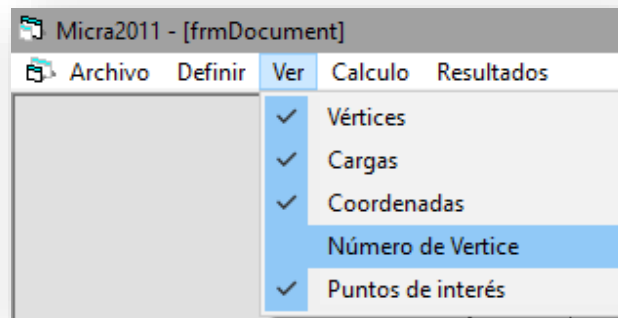 Micra2011 - [frmDocument]
Archivo Definir Ver Calculo Resultados
Vértices
Cargas
Coordenadas
Número de Vertice
Puntos de interés